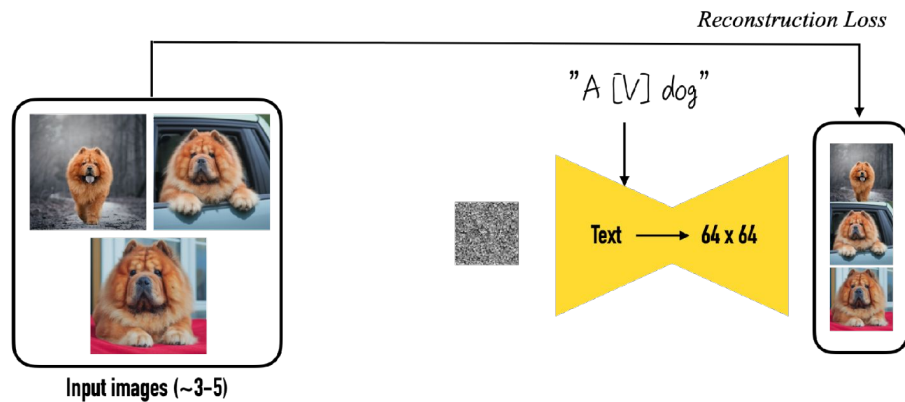 Reconstruction Loss
"A [V] dog"
Text 64 x 64
Input images (~3-5)